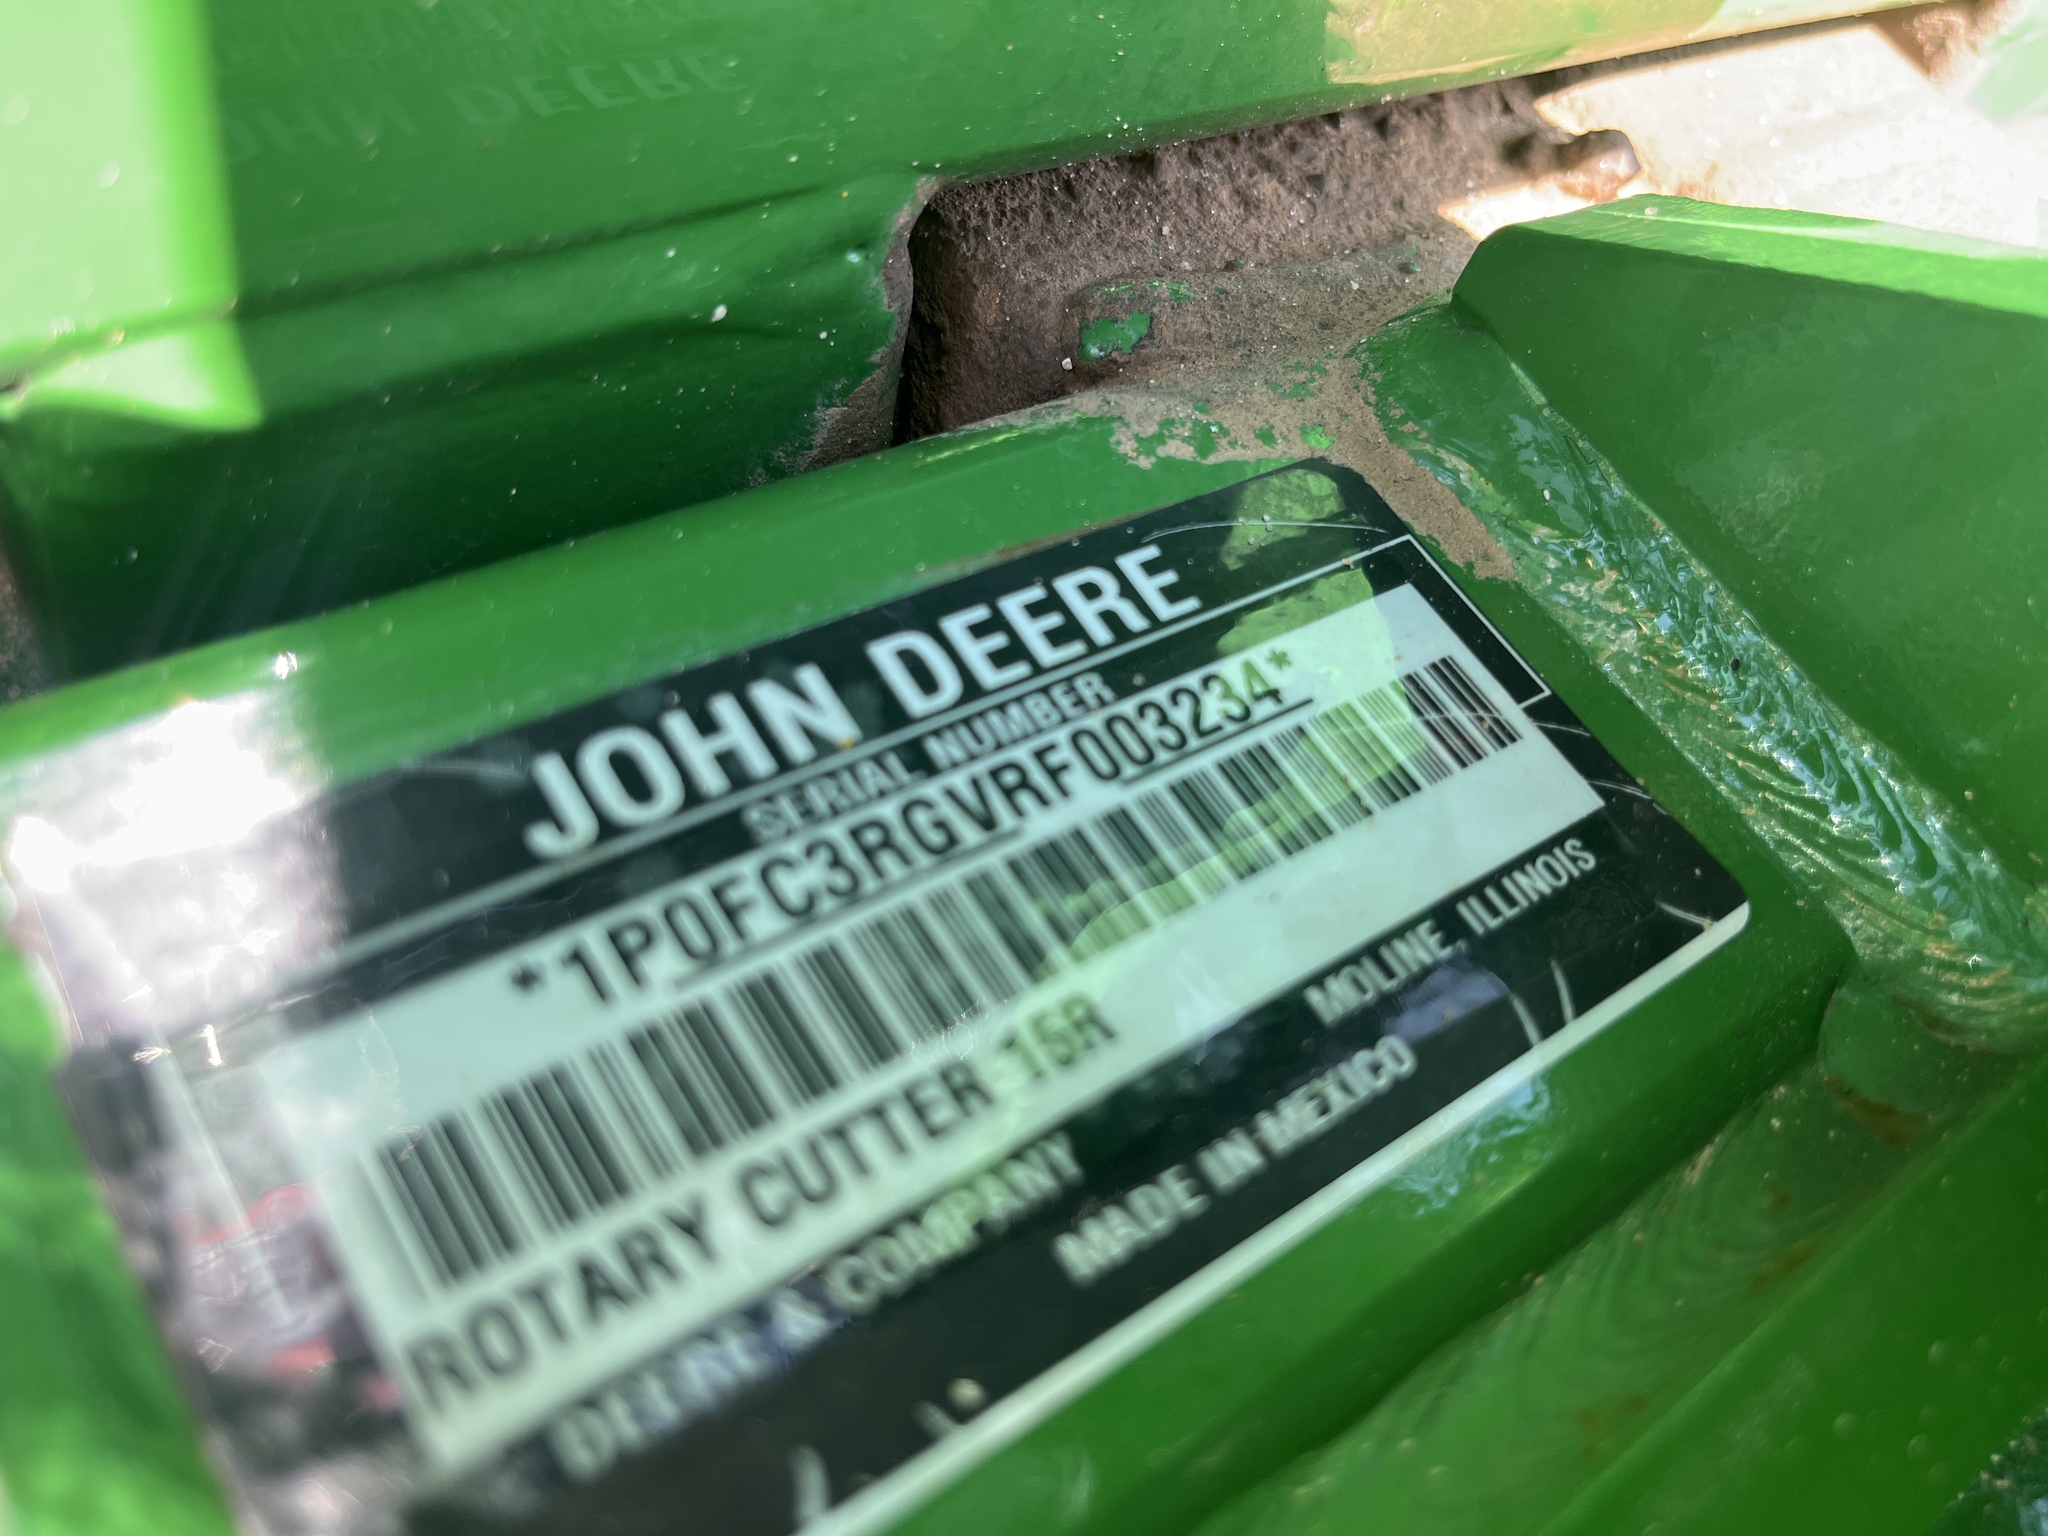 JOHN DEERE
SERIAL NUMBER
*1P0FC3RGVRF003234*
ROTARY CUTTER 15R
DEERE & COMPANY MOLINE, ILLINOIS
MADE IN MEXICO